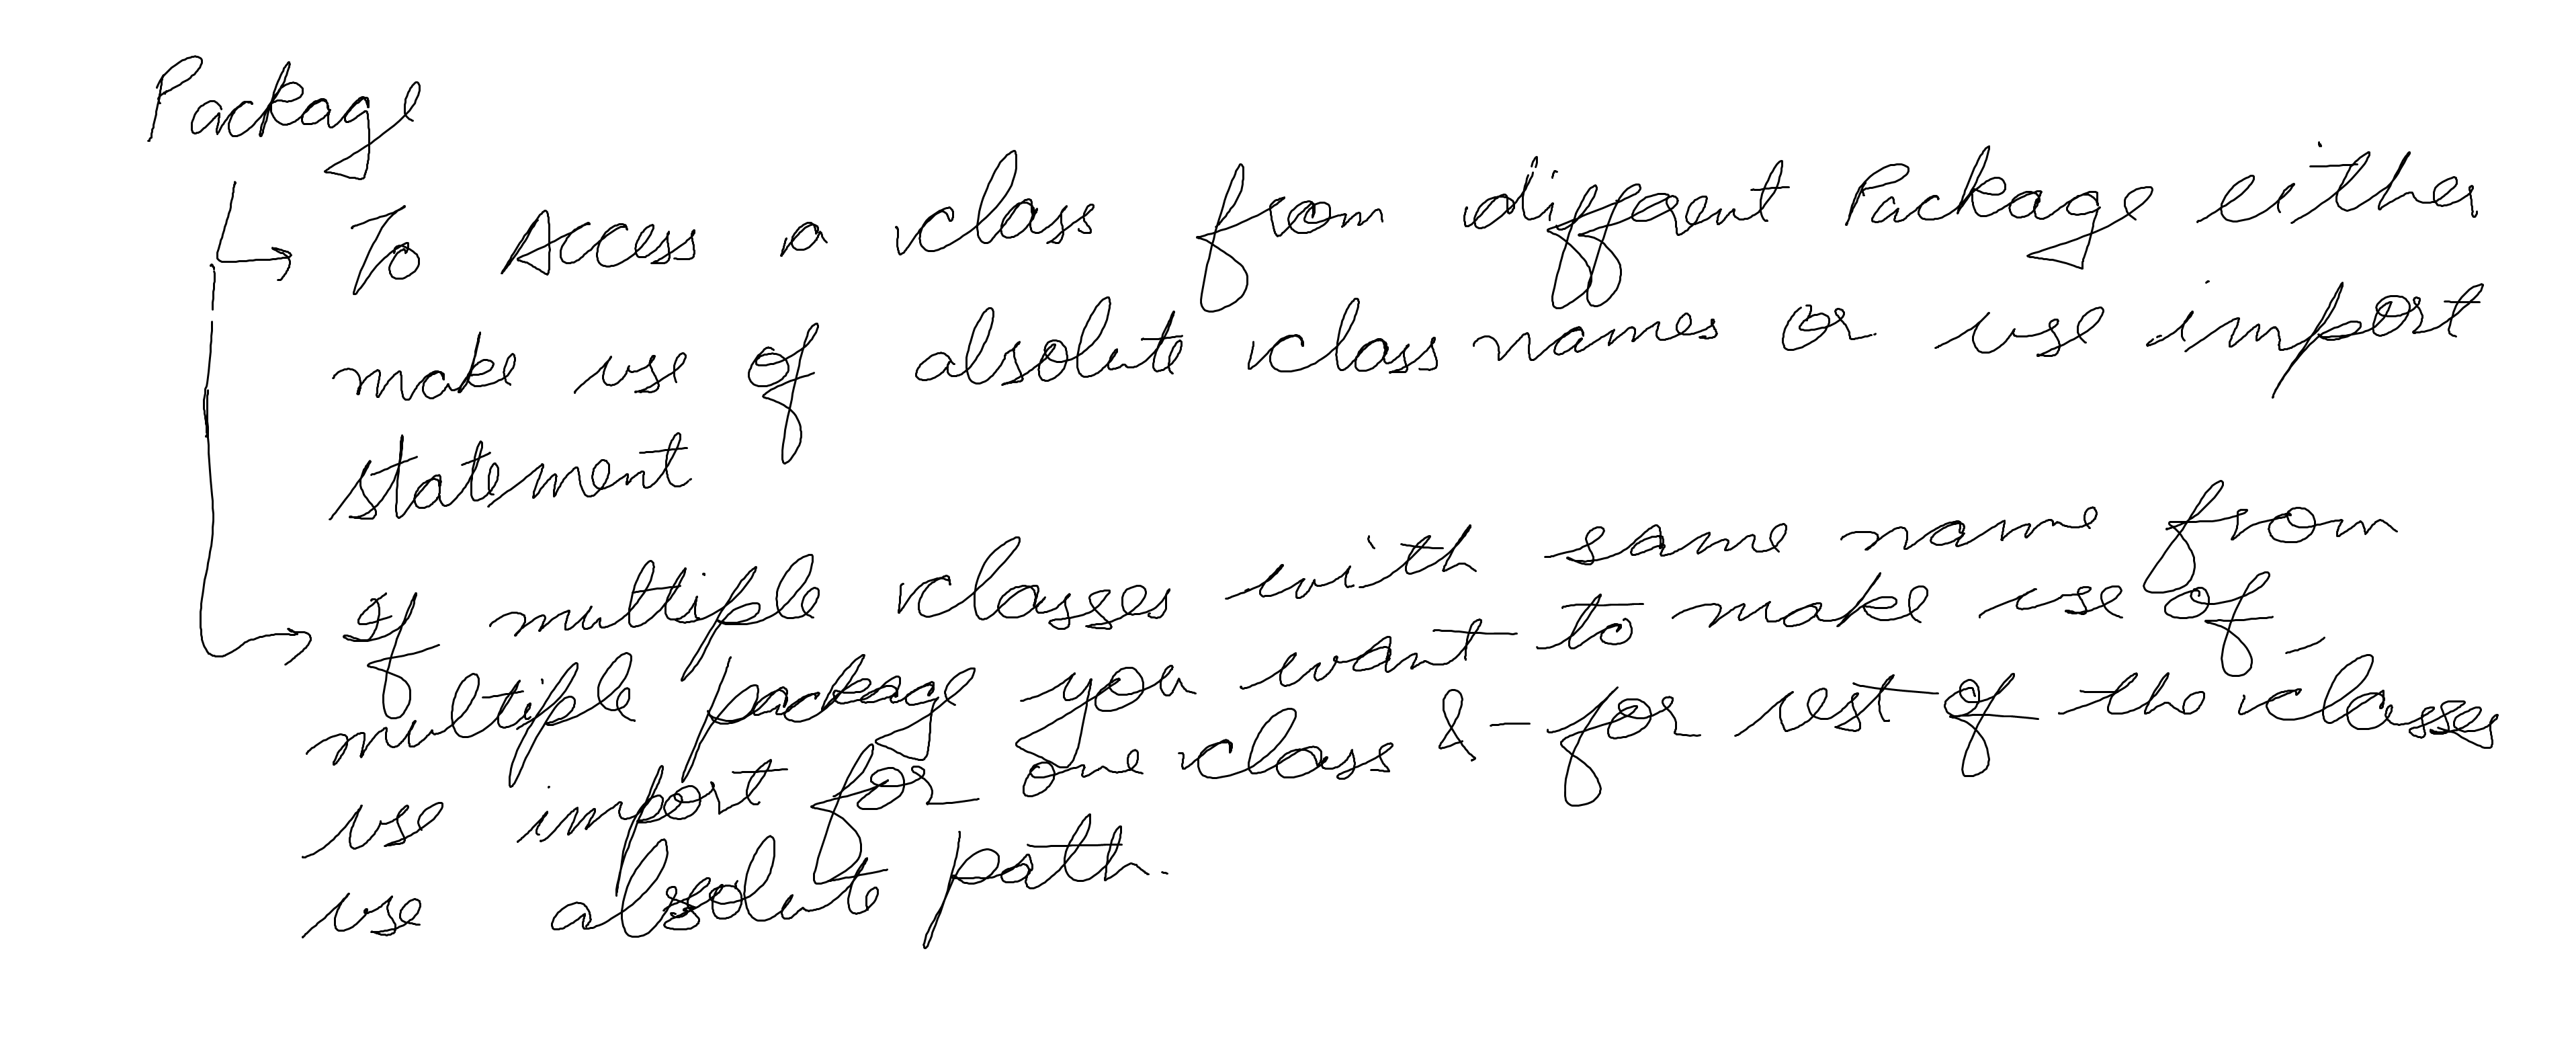 Package
To Access a class from different Package either
make use of absolute class names or use import
statement
If multiple classes with same name from
multiple package you want to make use of,
use import for one class & for rest of the classes
use absolute path.